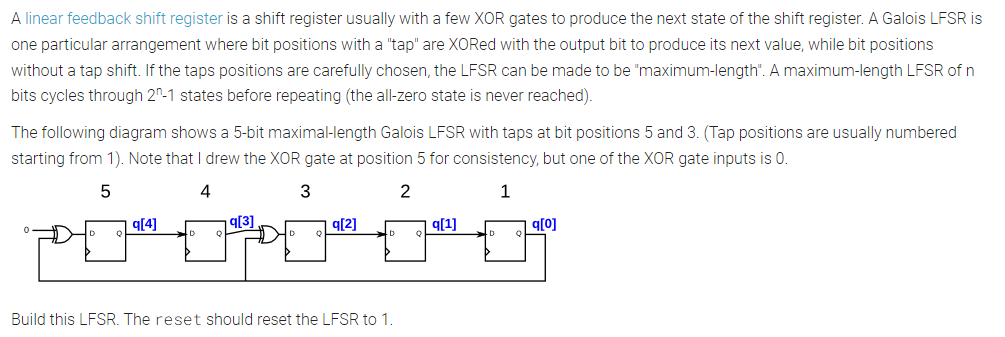 A linear feedback shift register is a shift register usually with a few XOR gates to produce the next state of the shift register. A Galois LFSR is
one particular arrangement where bit positions with a "tap" are XORed with the output bit to produce its next value, while bit positions
without a tap shift. If the taps positions are carefully chosen, the LFSR can be made to be "maximum-length". A maximum-length LFSR of n
bits cycles through 2ⁿ-1 states before repeating (the all-zero state is never reached).
The following diagram shows a 5-bit maximal-length Galois LFSR with taps at bit positions 5 and 3. (Tap positions are usually numbered
starting from 1). Note that I drew the XOR gate at position 5 for consistency, but one of the XOR gate inputs is 0.
5 4 3 2 1
q[4] q[3] q[2] q[1] q[0]
0 D Q D Q D Q D Q D Q
Build this LFSR. The reset should reset the LFSR to 1.